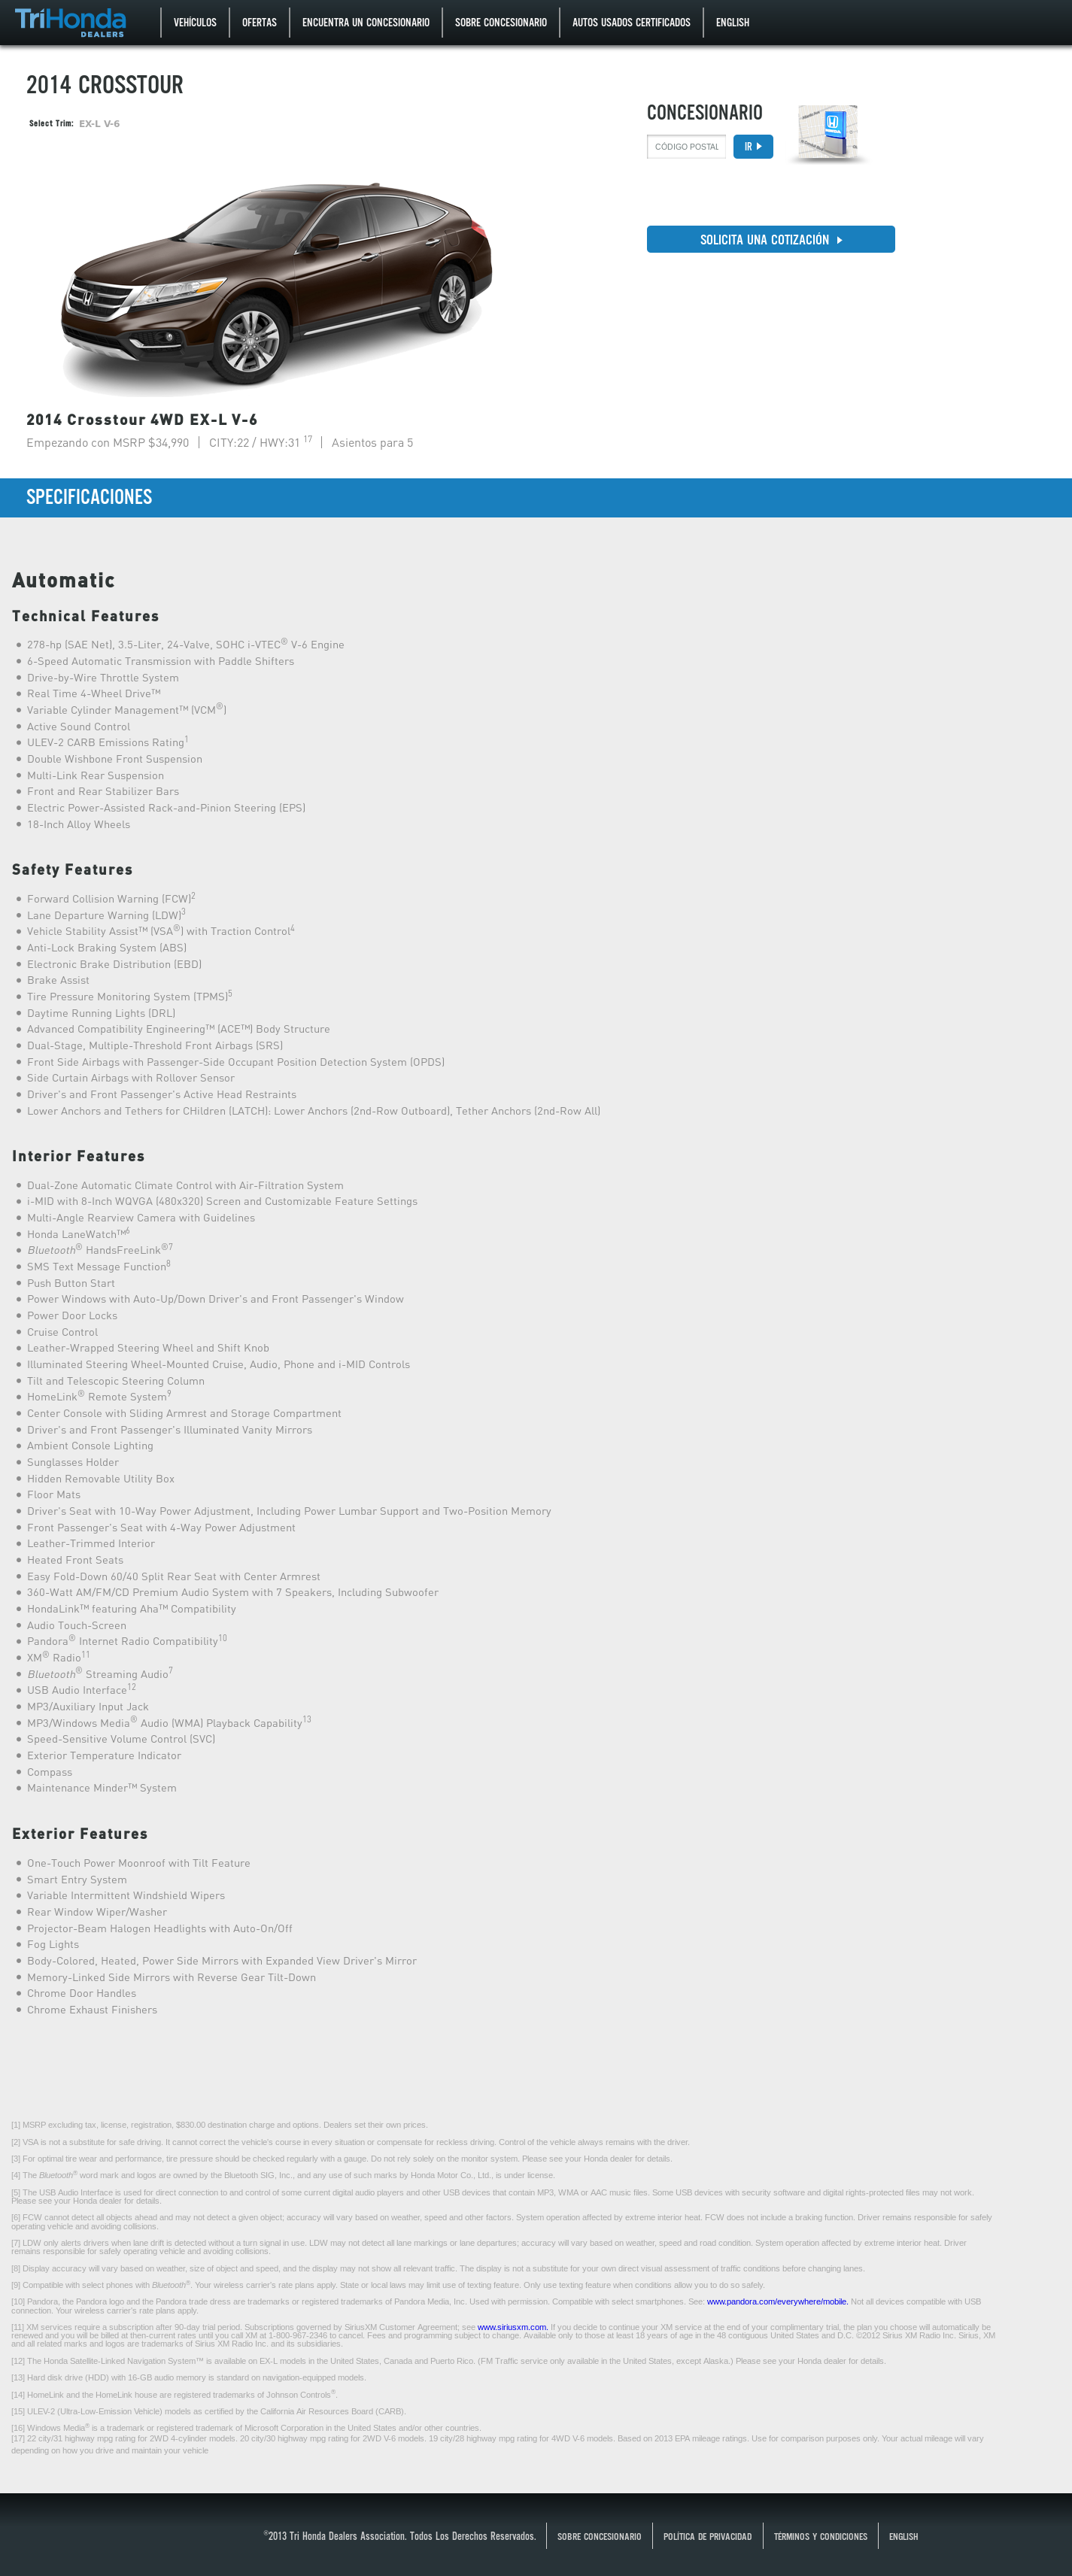 TriHonda
DEALERS
VEHÍCULOS
OFERTAS
ENCUENTRA UN CONCESIONARIO
SOBRE CONCESIONARIO
AUTOS USADOS CERTIFICADOS
ENGLISH
2014 CROSSTOUR
Select Trim: EX-L V-6
CONCESIONARIO
CÓDIGO POSTAL
IR
SOLICITA UNA COTIZACIÓN
2014 Crosstour 4WD EX-L V-6
Empezando con MSRP $34,990 | CITY:22 / HWY:31 17 | Asientos para 5
SPECIFICACIONES
Automatic
Technical Features
278-hp (SAE Net), 3.5-Liter, 24-Valve, SOHC i-VTEC® V-6 Engine
6-Speed Automatic Transmission with Paddle Shifters
Drive-by-Wire Throttle System
Real Time 4-Wheel Drive™
Variable Cylinder Management™ (VCM®)
Active Sound Control
ULEV-2 CARB Emissions Rating1
Double Wishbone Front Suspension
Multi-Link Rear Suspension
Front and Rear Stabilizer Bars
Electric Power-Assisted Rack-and-Pinion Steering (EPS)
18-Inch Alloy Wheels
Safety Features
Forward Collision Warning (FCW)2
Lane Departure Warning (LDW)3
Vehicle Stability Assist™ (VSA®) with Traction Control4
Anti-Lock Braking System (ABS)
Electronic Brake Distribution (EBD)
Brake Assist
Tire Pressure Monitoring System (TPMS)5
Daytime Running Lights (DRL)
Advanced Compatibility Engineering™ (ACE™) Body Structure
Dual-Stage, Multiple-Threshold Front Airbags (SRS)
Front Side Airbags with Passenger-Side Occupant Position Detection System (OPDS)
Side Curtain Airbags with Rollover Sensor
Driver's and Front Passenger's Active Head Restraints
Lower Anchors and Tethers for CHildren (LATCH): Lower Anchors (2nd-Row Outboard), Tether Anchors (2nd-Row All)
Interior Features
Dual-Zone Automatic Climate Control with Air-Filtration System
i-MID with 8-Inch WQVGA (480x320) Screen and Customizable Feature Settings
Multi-Angle Rearview Camera with Guidelines
Honda LaneWatch™6
Bluetooth® HandsFreeLink®7
SMS Text Message Function8
Push Button Start
Power Windows with Auto-Up/Down Driver's and Front Passenger's Window
Power Door Locks
Cruise Control
Leather-Wrapped Steering Wheel and Shift Knob
Illuminated Steering Wheel-Mounted Cruise, Audio, Phone and i-MID Controls
Tilt and Telescopic Steering Column
HomeLink® Remote System9
Center Console with Sliding Armrest and Storage Compartment
Driver's and Front Passenger's Illuminated Vanity Mirrors
Ambient Console Lighting
Sunglasses Holder
Hidden Removable Utility Box
Floor Mats
Driver's Seat with 10-Way Power Adjustment, Including Power Lumbar Support and Two-Position Memory
Front Passenger's Seat with 4-Way Power Adjustment
Leather-Trimmed Interior
Heated Front Seats
Easy Fold-Down 60/40 Split Rear Seat with Center Armrest
360-Watt AM/FM/CD Premium Audio System with 7 Speakers, Including Subwoofer
HondaLink™ featuring Aha™ Compatibility
Audio Touch-Screen
Pandora® Internet Radio Compatibility10
XM® Radio11
Bluetooth® Streaming Audio7
USB Audio Interface12
MP3/Auxiliary Input Jack
MP3/Windows Media® Audio (WMA) Playback Capability13
Speed-Sensitive Volume Control (SVC)
Exterior Temperature Indicator
Compass
Maintenance Minder™ System
Exterior Features
One-Touch Power Moonroof with Tilt Feature
Smart Entry System
Variable Intermittent Windshield Wipers
Rear Window Wiper/Washer
Projector-Beam Halogen Headlights with Auto-On/Off
Fog Lights
Body-Colored, Heated, Power Side Mirrors with Expanded View Driver's Mirror
Memory-Linked Side Mirrors with Reverse Gear Tilt-Down
Chrome Door Handles
Chrome Exhaust Finishers
[1] MSRP excluding tax, license, registration, $830.00 destination charge and options. Dealers set their own prices.
[2] VSA is not a substitute for safe driving. It cannot correct the vehicle's course in every situation or compensate for reckless driving. Control of the vehicle always remains with the driver.
[3] For optimal tire wear and performance, tire pressure should be checked regularly with a gauge. Do not rely solely on the monitor system. Please see your Honda dealer for details.
[4] The Bluetooth® word mark and logos are owned by the Bluetooth SIG, Inc., and any use of such marks by Honda Motor Co., Ltd., is under license.
[5] The USB Audio Interface is used for direct connection to and control of some current digital audio players and other USB devices that contain MP3, WMA or AAC music files. Some USB devices with security software and digital rights-protected files may not work.
Please see your Honda dealer for details.
[6] FCW cannot detect all objects ahead and may not detect a given object; accuracy will vary based on weather, speed and other factors. System operation affected by extreme interior heat. FCW does not include a braking function. Driver remains responsible for safely
operating vehicle and avoiding collisions.
[7] LDW only alerts drivers when lane drift is detected without a turn signal in use. LDW may not detect all lane markings or lane departures; accuracy will vary based on weather, speed and road condition. System operation affected by extreme interior heat. Driver
remains responsible for safely operating vehicle and avoiding collisions.
[8] Display accuracy will vary based on weather, size of object and speed, and the display may not show all relevant traffic. The display is not a substitute for your own direct visual assessment of traffic conditions before changing lanes.
[9] Compatible with select phones with Bluetooth®. Your wireless carrier's rate plans apply. State or local laws may limit use of texting feature. Only use texting feature when conditions allow you to do so safely.
[10] Pandora, the Pandora logo and the Pandora trade dress are trademarks or registered trademarks of Pandora Media, Inc. Used with permission. Compatible with select smartphones. See: www.pandora.com/everywhere/mobile. Not all devices compatible with USB
connection. Your wireless carrier's rate plans apply.
[11] XM services require a subscription after 90-day trial period. Subscriptions governed by SiriusXM Customer Agreement; see www.siriusxm.com. If you decide to continue your XM service at the end of your complimentary trial, the plan you choose will automatically be
renewed and you will be billed at then-current rates until you call XM at 1-800-967-2346 to cancel. Fees and programming subject to change. Available only to those at least 18 years of age in the 48 contiguous United States and D.C. ©2012 Sirius XM Radio Inc. Sirius, XM
and all related marks and logos are trademarks of Sirius XM Radio Inc. and its subsidiaries.
[12] The Honda Satellite-Linked Navigation System™ is available on EX-L models in the United States, Canada and Puerto Rico. (FM Traffic service only available in the United States, except Alaska.) Please see your Honda dealer for details.
[13] Hard disk drive (HDD) with 16-GB audio memory is standard on navigation-equipped models.
[14] HomeLink and the HomeLink house are registered trademarks of Johnson Controls®.
[15] ULEV-2 (Ultra-Low-Emission Vehicle) models as certified by the California Air Resources Board (CARB).
[16] Windows Media® is a trademark or registered trademark of Microsoft Corporation in the United States and/or other countries.
[17] 22 city/31 highway mpg rating for 2WD 4-cylinder models. 20 city/30 highway mpg rating for 2WD V-6 models. 19 city/28 highway mpg rating for 4WD V-6 models. Based on 2013 EPA mileage ratings. Use for comparison purposes only. Your actual mileage will vary
depending on how you drive and maintain your vehicle
©2013 Tri Honda Dealers Association. Todos Los Derechos Reservados.
SOBRE CONCESIONARIO
POLÍTICA DE PRIVACIDAD
TÉRMINOS Y CONDICIONES
ENGLISH